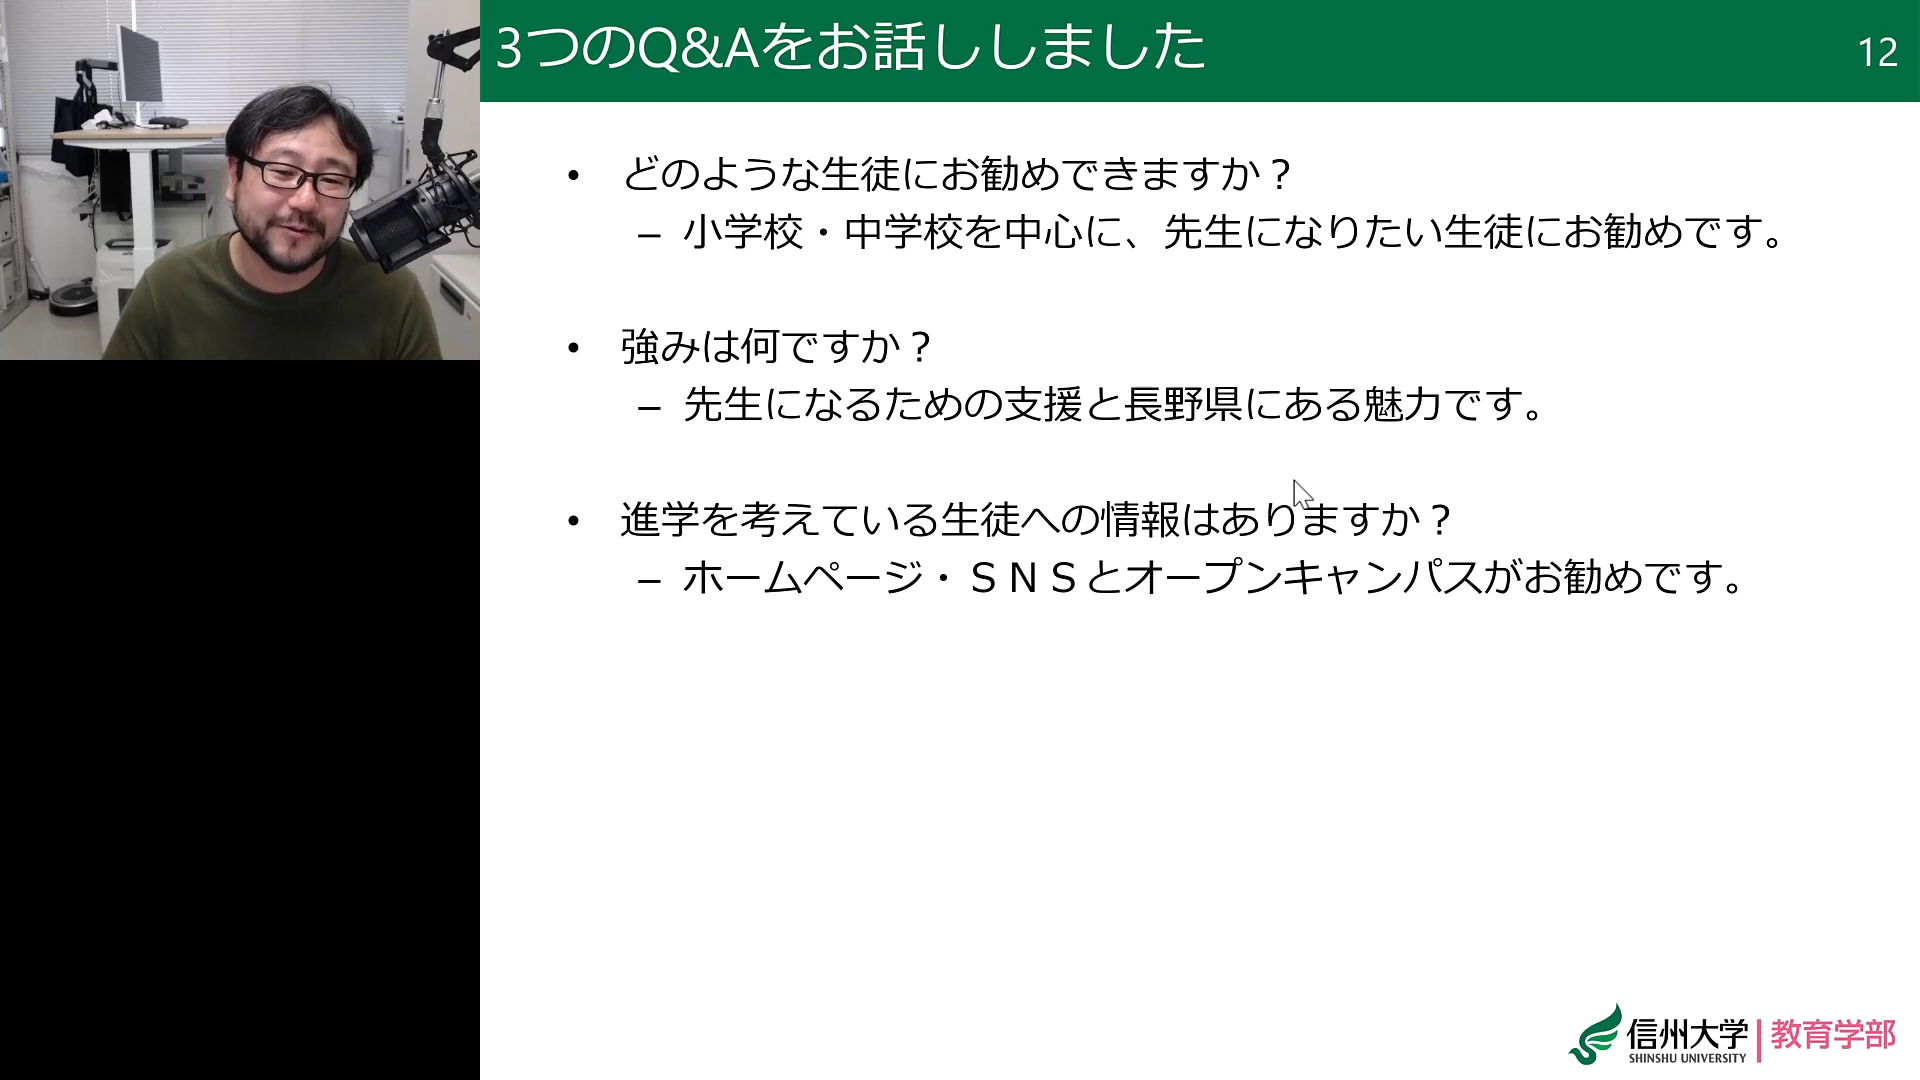 3つのQ&Aをお話ししました
12
• どのような生徒にお勧めできますか？
– 小学校・中学校を中心に、先生になりたい生徒にお勧めです。
• 強みは何ですか？
– 先生になるための支援と長野県にある魅力です。
• 進学を考えている生徒への情報はありますか？
– ホームページ・ＳＮＳとオープンキャンパスがお勧めです。
信州大学 | 教育学部
SHINSHU UNIVERSITY